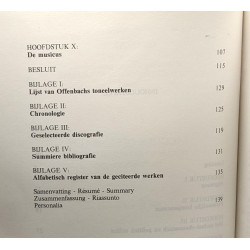 HOOFDSTUK X:
De musicus 107
BESLUIT 115
BIJLAGE I:
Lijst van Offenbachs toneelwerken
BIJLAGE II:
Chronologie 125
BIJLAGE III:
Geselecteerde discografie 129
BIJLAGE IV:
Summiere bibliografie
BIJLAGE V:
Alfabetisch register van de geciteerde werken
Samenvatting - Résumé - Summary
Zusammenfassung - Riassunto
Personalia